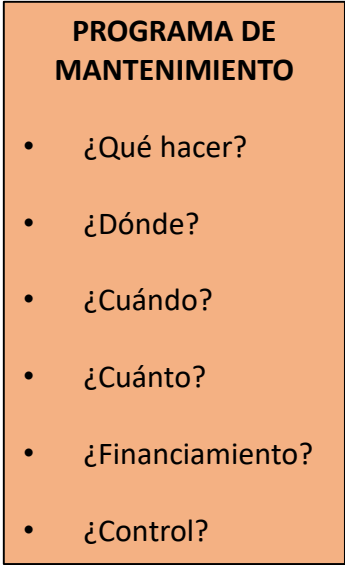 PROGRAMA DE
MANTENIMIENTO
• ¿Qué hacer?
• ¿Dónde?
• ¿Cuándo?
• ¿Cuánto?
• ¿Financiamiento?
• ¿Control?